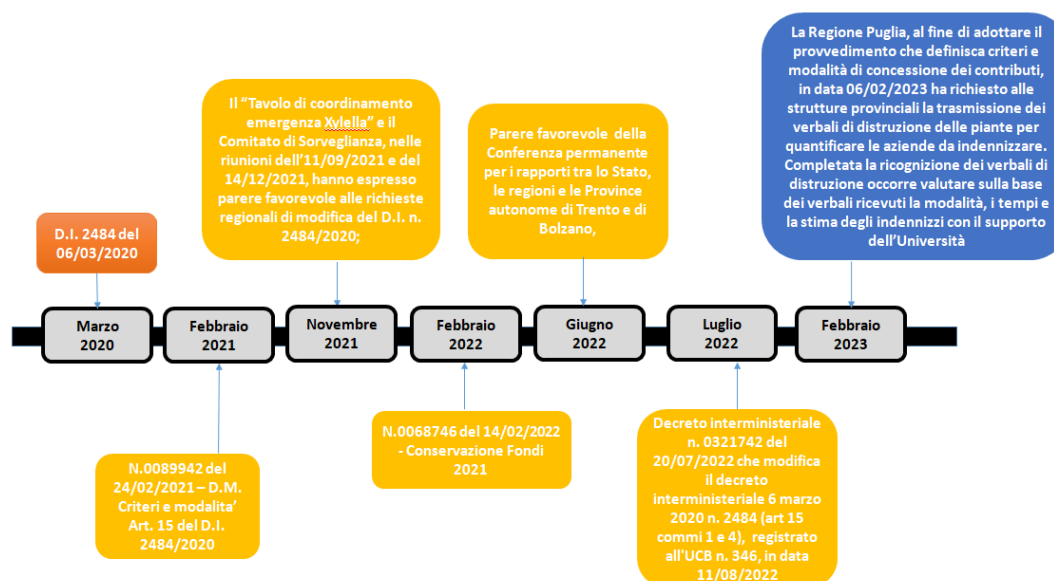 La Regione Puglia, al fine di adottare il
provvedimento che definisca criteri e
modalità di concessione dei contributi,
in data 06/02/2023 ha richiesto alle
strutture provinciali la trasmissione dei
verbali di distruzione delle piante per
quantificare le aziende da indennizzare.
Completata la ricognizione dei verbali
di distruzione occorre valutare sulla base
dei verbali ricevuti la modalità, i tempi e
la stima degli indennizzi con il supporto
dell'Università
Il "Tavolo di coordinamento
emergenza Xylella" e il
Comitato di Sorveglianza, nelle
riunioni dell'11/09/2021 e del
14/12/2021, hanno espresso
parere favorevole alle richieste
regionali di modifica del D.I. n.
2484/2020;
Parere favorevole della
Conferenza permanente
per i rapporti tra lo Stato,
le regioni e le Province
autonome di Trento e di
Bolzano,
D.I. 2484 del
06/03/2020
Marzo
2020
Febbraio
2021
Novembre
2021
Febbraio
2022
Giugno
2022
Luglio
2022
Febbraio
2023
N.0089942 del
24/02/2021 – D.M.
Criteri e modalita'
Art. 15 del D.I.
2484/2020
N.0068746 del 14/02/2022
- Conservazione Fondi
2021
Decreto interministeriale
n. 0321742 del
20/07/2022 che modifica
il decreto
interministeriale 6 marzo
2020 n. 2484 (art 15
commi 1 e 4), registrato
all'UCB n. 346, in data
11/08/2022